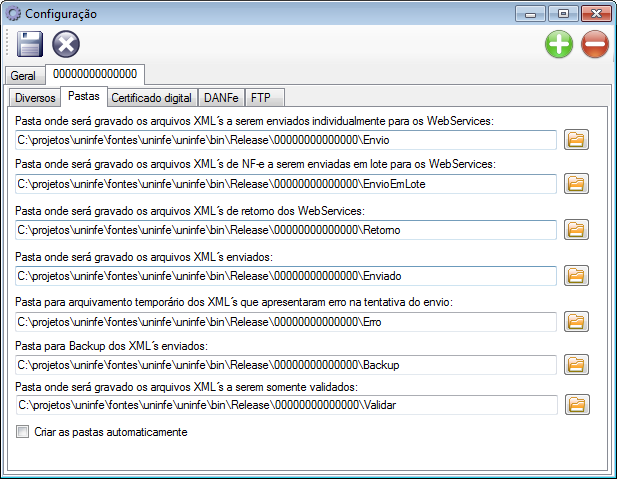 Configuração
Geral
00000000000000
Diversos
Pastas
Certificado digital
DANFe
FTP
Pasta onde será gravado os arquivos XML´s a serem enviados individualmente para os WebServices:
C:\projetos\uninfe\fontes\uninfe\uninfe\bin\Release\00000000000000\Envio
Pasta onde será gravado os arquivos XML´s de NF-e a serem enviadas em lote para os WebServices:
C:\projetos\uninfe\fontes\uninfe\uninfe\bin\Release\00000000000000\EnvioEmLote
Pasta onde será gravado os arquivos XML´s de retorno dos WebServices:
C:\projetos\uninfe\fontes\uninfe\uninfe\bin\Release\00000000000000\Retorno
Pasta onde será gravado os arquivos XML´s enviados:
C:\projetos\uninfe\fontes\uninfe\uninfe\bin\Release\00000000000000\Enviado
Pasta para arquivamento temporário dos XML´s que apresentaram erro na tentativa do envio:
C:\projetos\uninfe\fontes\uninfe\uninfe\bin\Release\00000000000000\Erro
Pasta para Backup dos XML´s enviados:
C:\projetos\uninfe\fontes\uninfe\uninfe\bin\Release\00000000000000\Backup
Pasta onde será gravado os arquivos XML´s a serem somente validados:
C:\projetos\uninfe\fontes\uninfe\uninfe\bin\Release\00000000000000\Validar
Criar as pastas automaticamente